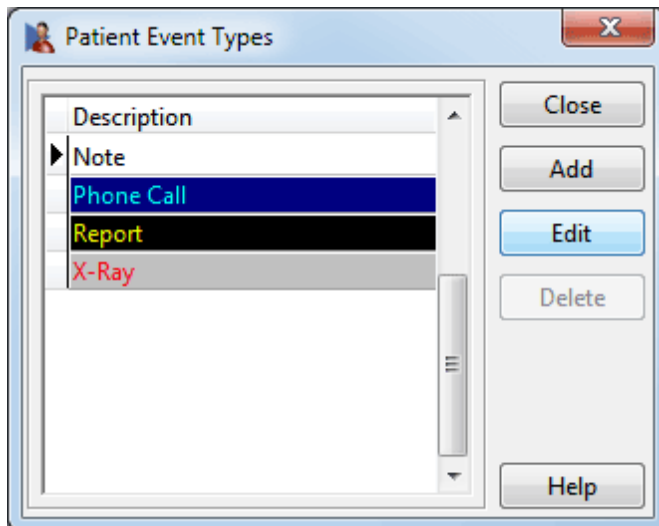 Patient Event Types
Description
Note
Phone Call
Report
X-Ray
Close
Add
Edit
Delete
Help